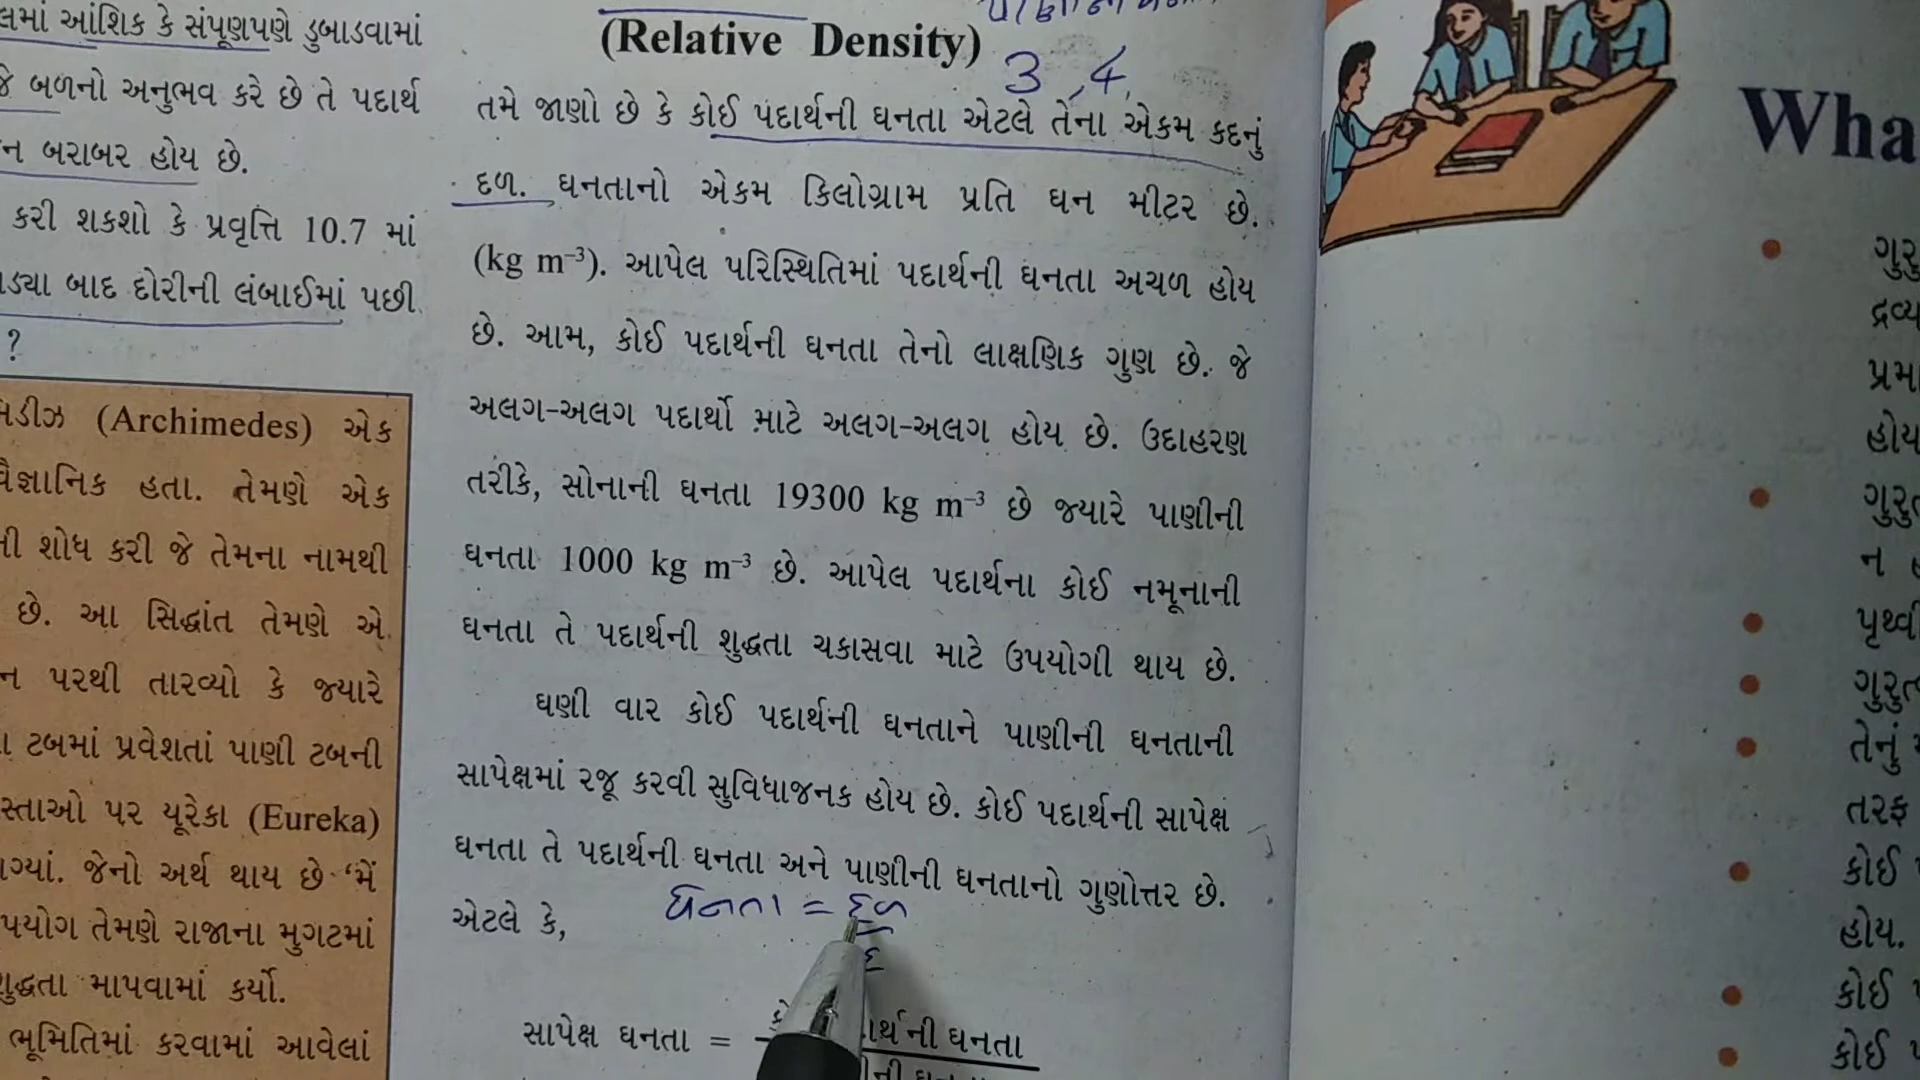 આંશિક કે સંપૂણપણે ડુબાડવામાં
જે બળનો અનુભવ કરે છે તે પદાર્થ
બરાબર હોય છે.
કરી શકશો કે પ્રવૃત્તિ 10.7 માં
બાદ દોરીની લંબાઈમાં પછી
?
(Archimedes) એક
વૈજ્ઞાનિક હતા. તેમણે એક
શોધ કરી જે તેમના નામથી
છે. આ સિદ્ધાંત તેમણે એ
પરથી તારવ્યો કે જ્યારે
ટબમાં પ્રવેશતાં પાણી ટબની
પર યૂરેકા (Eureka)
જેનો અર્થ થાય છે 'મેં
તેમણે રાજાના મુગટમાં
માપવામાં કર્યો.
ભૂમિતિમાં કરવામાં આવેલાં
(Relative Density)
3, 4,
તમે જાણો છે કે કોઈ પદાર્થની ઘનતા એટલે તેના એકમ કદનું
દળ. ઘનતાનો એકમ કિલોગ્રામ પ્રતિ ઘન મીટર છે.
(kg m⁻³). આપેલ પરિસ્થિતિમાં પદાર્થની ઘનતા અચળ હોય
છે. આમ, કોઈ પદાર્થની ઘનતા તેનો લાક્ષણિક ગુણ છે. જે
અલગ-અલગ પદાર્થો માટે અલગ-અલગ હોય છે. ઉદાહરણ
તરીકે, સોનાની ઘનતા 19300 kg m⁻³ છે જ્યારે પાણીની
ઘનતા 1000 kg m⁻³ છે. આપેલ પદાર્થના કોઈ નમૂનાની
ઘનતા તે પદાર્થની શુદ્ધતા ચકાસવા માટે ઉપયોગી થાય છે.
ઘણી વાર કોઈ પદાર્થની ઘનતાને પાણીની ઘનતાની
સાપેક્ષમાં રજૂ કરવી સુવિધાજનક હોય છે. કોઈ પદાર્થની સાપેક્ષ
ઘનતા તે પદાર્થની ઘનતા અને પાણીની ઘનતાનો ગુણોત્તર છે.
એટલે કે,
ઘનતા = દળ
સાપેક્ષ ઘનતા =
ઘનતા
ન
કોઈ
હોય.
કોઈ
કોઈ